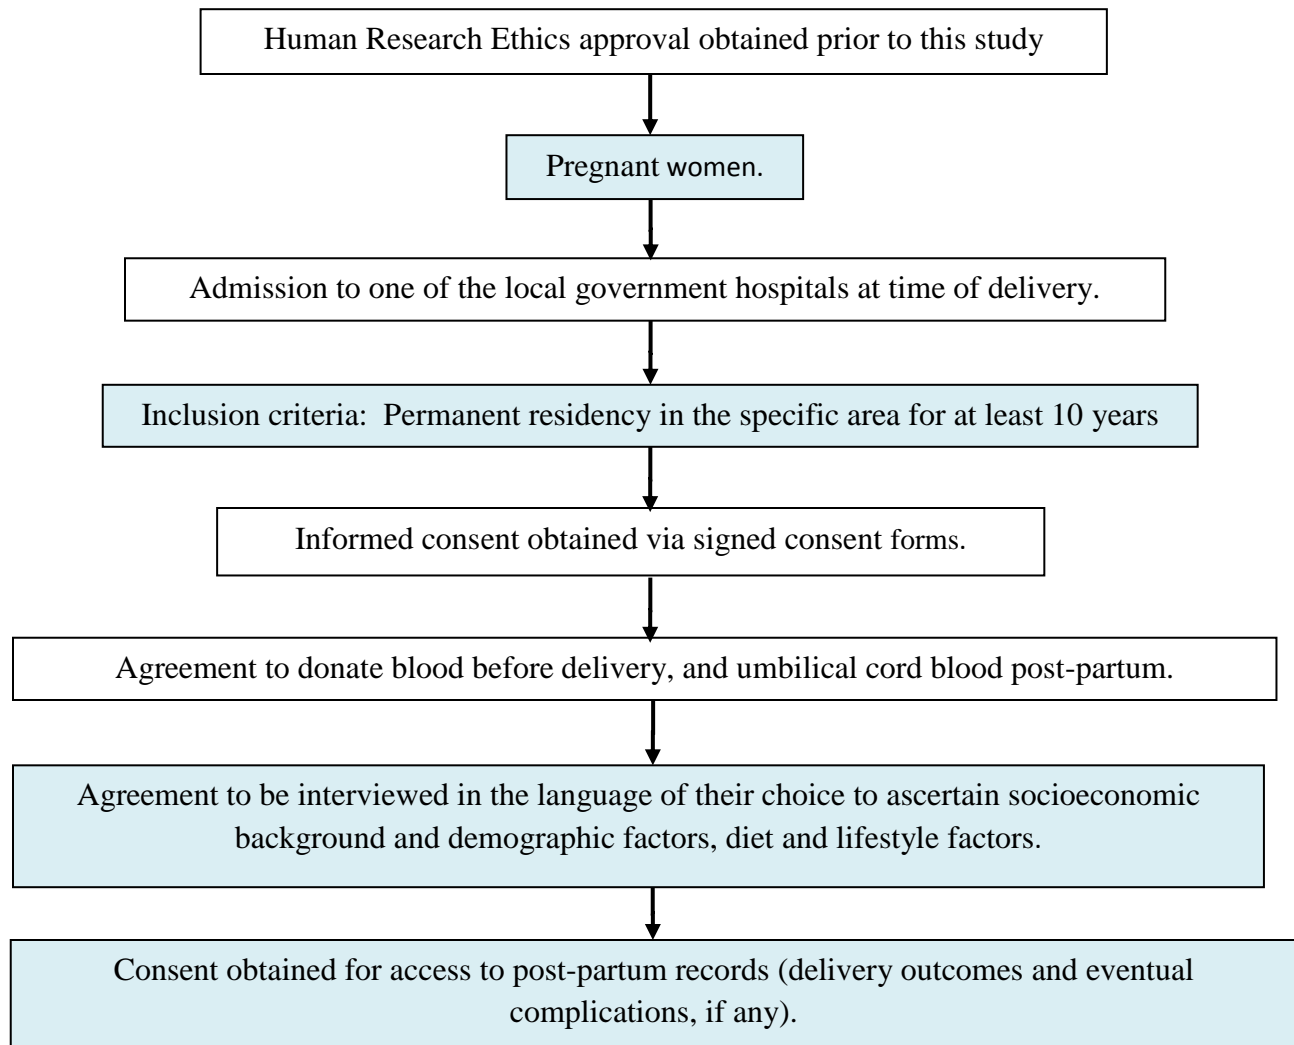 Human Research Ethics approval obtained prior to this study
Pregnant women.
Admission to one of the local government hospitals at time of delivery.
Inclusion criteria:  Permanent residency in the specific area for at least 10 years
Informed consent obtained via signed consent forms.
Agreement to donate blood before delivery, and umbilical cord blood post-partum.
Agreement to be interviewed in the language of their choice to ascertain socioeconomic
background and demographic factors, diet and lifestyle factors.
Consent obtained for access to post-partum records (delivery outcomes and eventual
complications, if any).